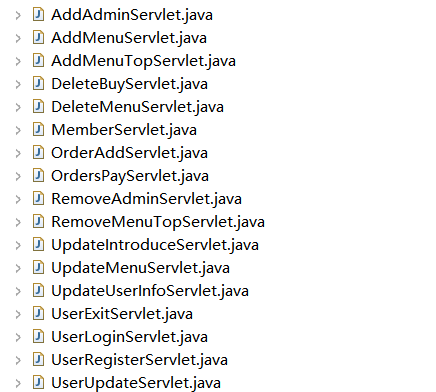 AddAdminServlet.java
AddMenuServlet.java
AddMenuTopServlet.java
DeleteBuyServlet.java
DeleteMenuServlet.java
MemberServlet.java
OrderAddServlet.java
OrdersPayServlet.java
RemoveAdminServlet.java
RemoveMenuTopServlet.java
UpdateIntroduceServlet.java
UpdateMenuServlet.java
UpdateUserInfoServlet.java
UserExitServlet.java
UserLoginServlet.java
UserRegisterServlet.java
UserUpdateServlet.java